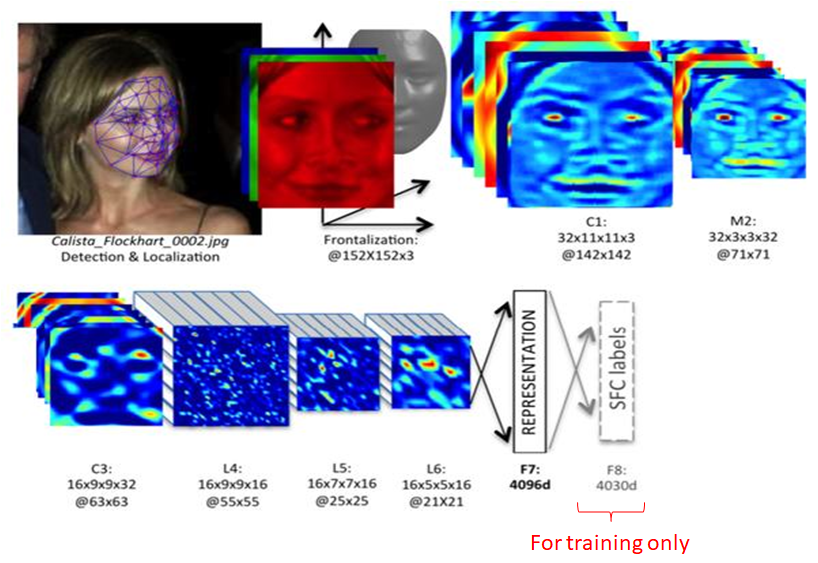 Calista_Flockhart_0002.jpg
Detection & Localization
Frontalization:
@152X152x3
C1:
32x11x11x3
@142x142
M2:
32x3x3x32
@71x71
REPRESENTATION
SFC labels
C3:
16x9x9x32
@63x63
L4:
16x9x9x16
@55x55
L5:
16x7x7x16
@25x25
L6:
16x5x5x16
@21X21
F7:
4096d
F8:
4030d
For training only